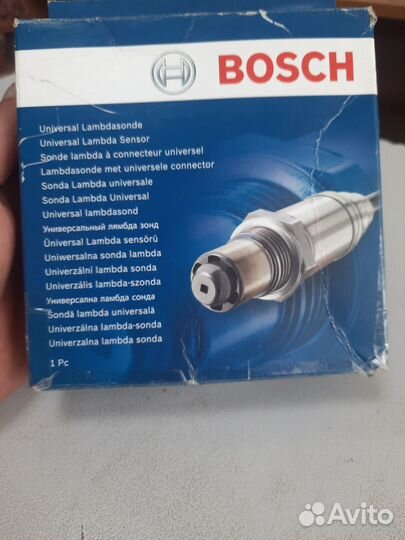 BOSCH
Universal Lambdasonde
Universal Lambda Sensor
Sonde lambda à connecteur universel
Lambdasonde met universele connector
Sonda Lambda universale
Sonda Lambda Universal
Universal lambdasond
Универсальный лямбда зонд
Üniversal Lambda sensörü
Uniwersalna sonda lambda
Univerzální lambda sonda
Univerzális lambda-szonda
Универсална ламбда сонда
Sondă lambda universală
Univerzálna lambda-sonda
Univerzalna lambda sonda
1 Pc
Avito